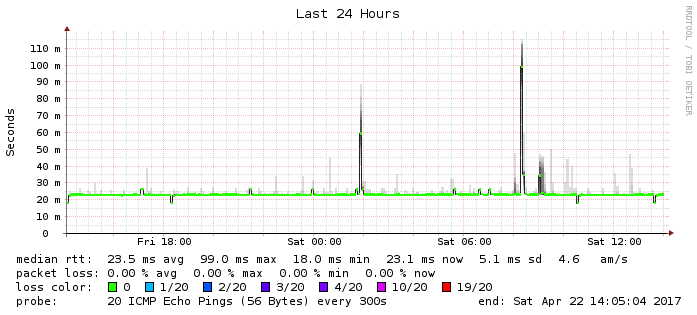 Last 24 Hours
RRDTOOL / TOBI OETIKER
Seconds
110 m
100 m
90 m
80 m
70 m
60 m
50 m
40 m
30 m
20 m
10 m
0
Fri 18:00 Sat 00:00 Sat 06:00 Sat 12:00
median rtt: 23.5 ms avg 99.0 ms max 18.0 ms min 23.1 ms now 5.1 ms sd 4.6 am/s
packet loss: 0.00 % avg 0.00 % max 0.00 % min 0.00 % now
loss color: 0 1/20 2/20 3/20 4/20 10/20 19/20
probe: 20 ICMP Echo Pings (56 Bytes) every 300s end: Sat Apr 22 14:05:04 2017